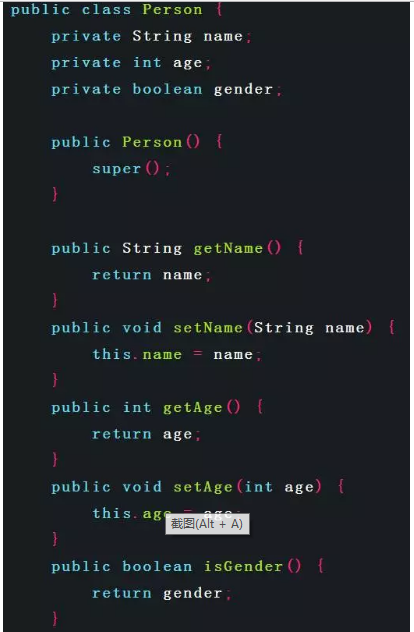 public class Person {
    private String name;
    private int age;
    private boolean gender;

    public Person() {
        super();
    }

    public String getName() {
        return name;
    }
    public void setName(String name) {
        this.name = name;
    }
    public int getAge() {
        return age;
    }
    public void setAge(int age) {
        this.age = age;
截图(Alt + A)
    }
    public boolean isGender() {
        return gender;
    }